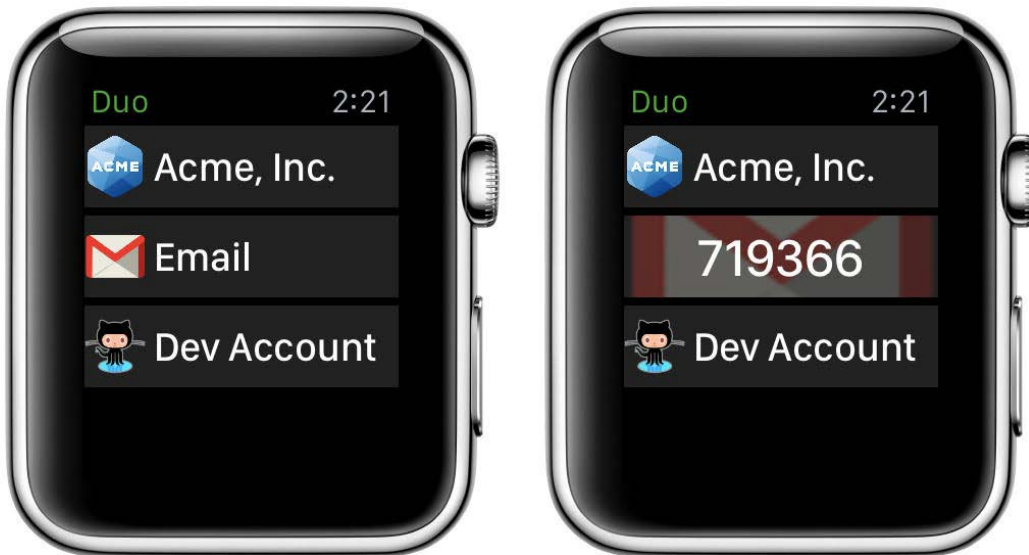 Duo 2:21
ACME Acme, Inc.
Email
Dev Account
Duo 2:21
ACME Acme, Inc.
719366
Dev Account